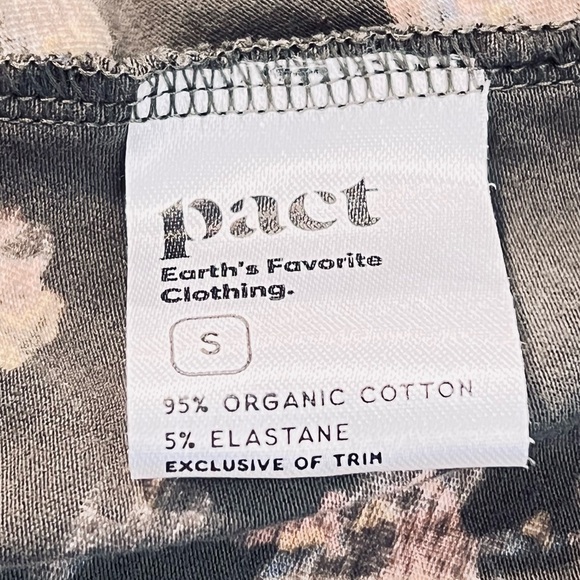 pact
Earth's Favorite
Clothing.
S
95% ORGANIC COTTON
5% ELASTANE
EXCLUSIVE OF TRIM